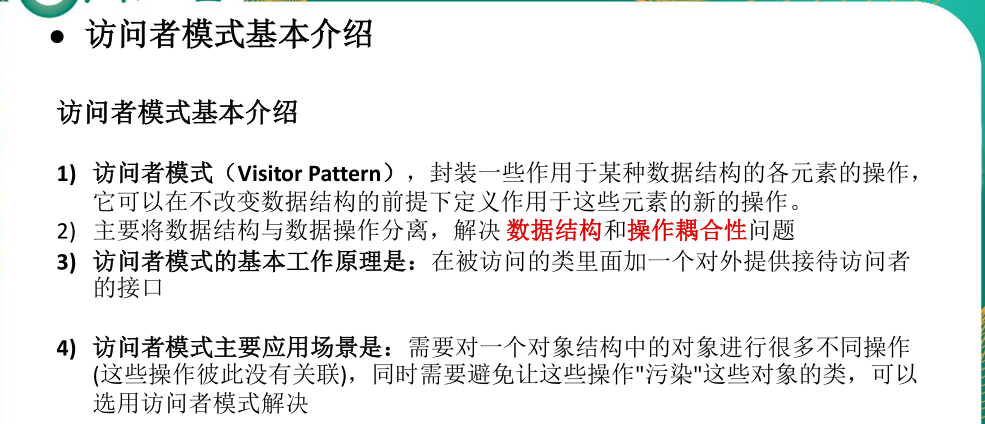 ● 访问者模式基本介绍
访问者模式基本介绍
1) 访问者模式（Visitor Pattern），封装一些作用于某种数据结构的各元素的操作，
它可以在不改变数据结构的前提下定义作用于这些元素的新的操作。
2) 主要将数据结构与数据操作分离，解决 数据结构和操作耦合性问题
3) 访问者模式的基本工作原理是：在被访问的类里面加一个对外提供接待访问者
的接口
4) 访问者模式主要应用场景是：需要对一个对象结构中的对象进行很多不同操作
(这些操作彼此没有关联)，同时需要避免让这些操作"污染"这些对象的类，可以
选用访问者模式解决